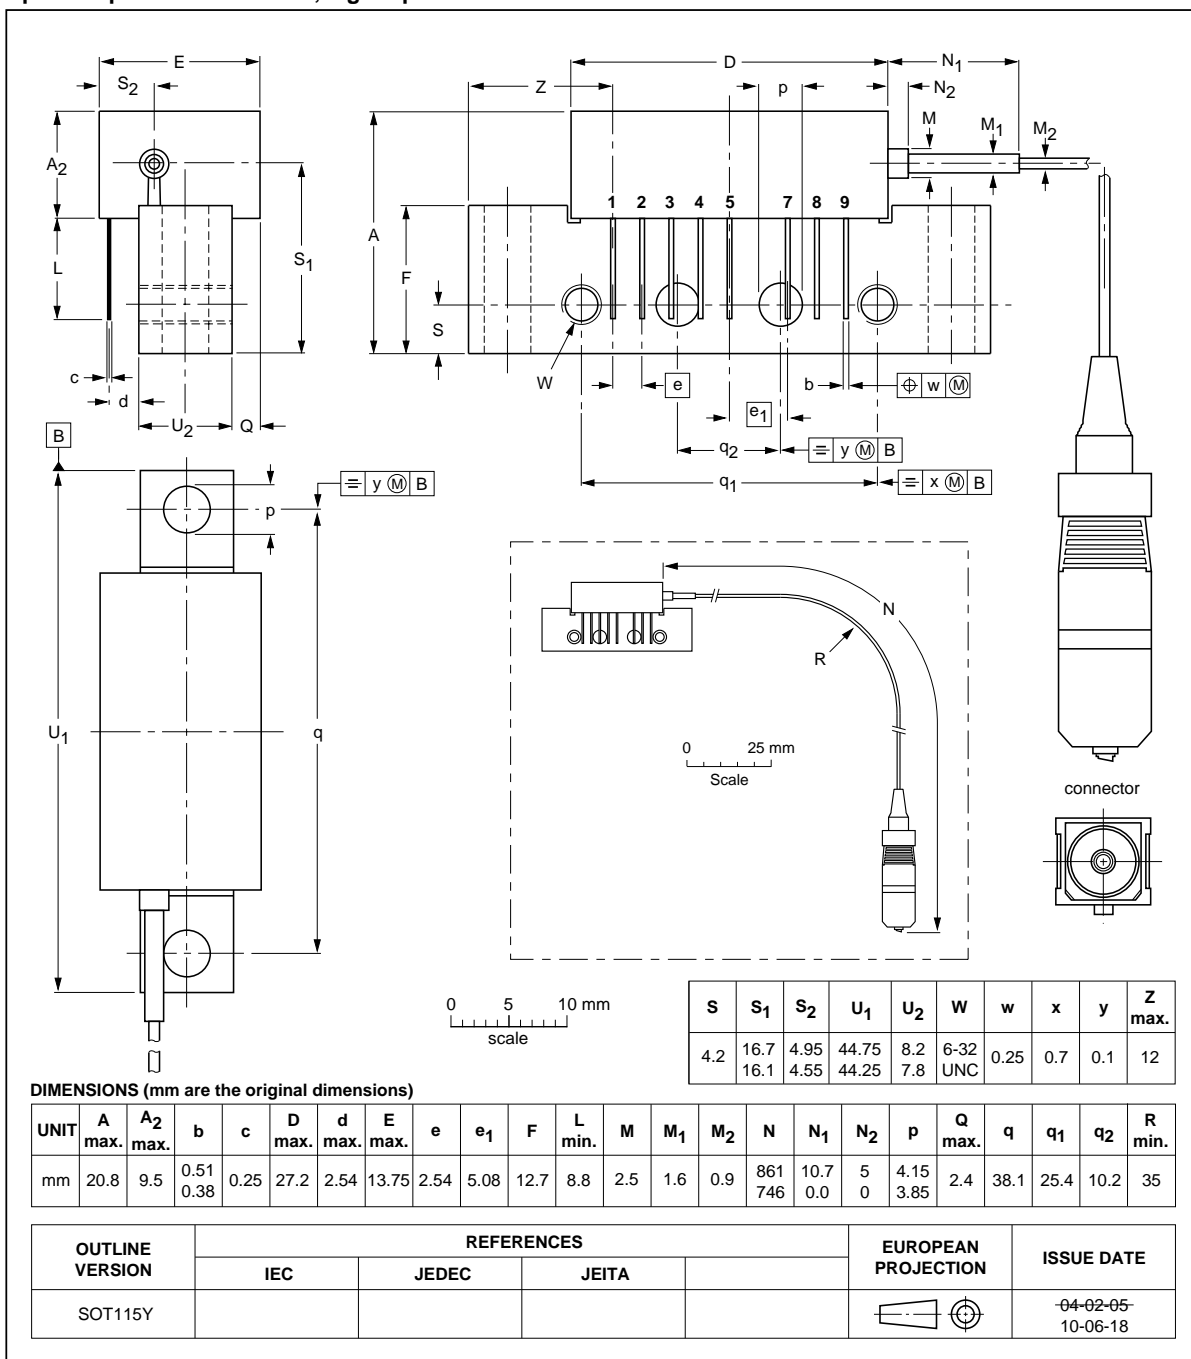 E
S2
A2
L
S1
c
d
U2
Q
D
N1
Z
p
N2
M
M1
M2
A
F
S
1 2 3 4 5 7 8 9
W
e
b
w M
e1
q2
y M B
q1
x M B
B
y M B
p
U1
q
N
R
0 25 mm
Scale
connector
0 5 10 mm
scale
S S1 S2 U1 U2 W w x y Z max.
4.2 16.7 16.1 4.95 4.55 44.75 44.25 8.2 7.8 6-32 UNC 0.25 0.7 0.1 12
DIMENSIONS (mm are the original dimensions)
UNIT A max. A2 max. b c D max. d max. E max. e e1 F L min. M M1 M2 N N1 N2 p Q max. q q1 q2 R min.
mm 20.8 9.5 0.51 0.38 0.25 27.2 2.54 13.75 2.54 5.08 12.7 8.8 2.5 1.6 0.9 861 746 10.7 0.0 5 0 4.15 3.85 2.4 38.1 25.4 10.2 35
OUTLINE VERSION
REFERENCES
EUROPEAN PROJECTION
ISSUE DATE
IEC JEDEC JEITA
SOT115Y
04-02-05
10-06-18